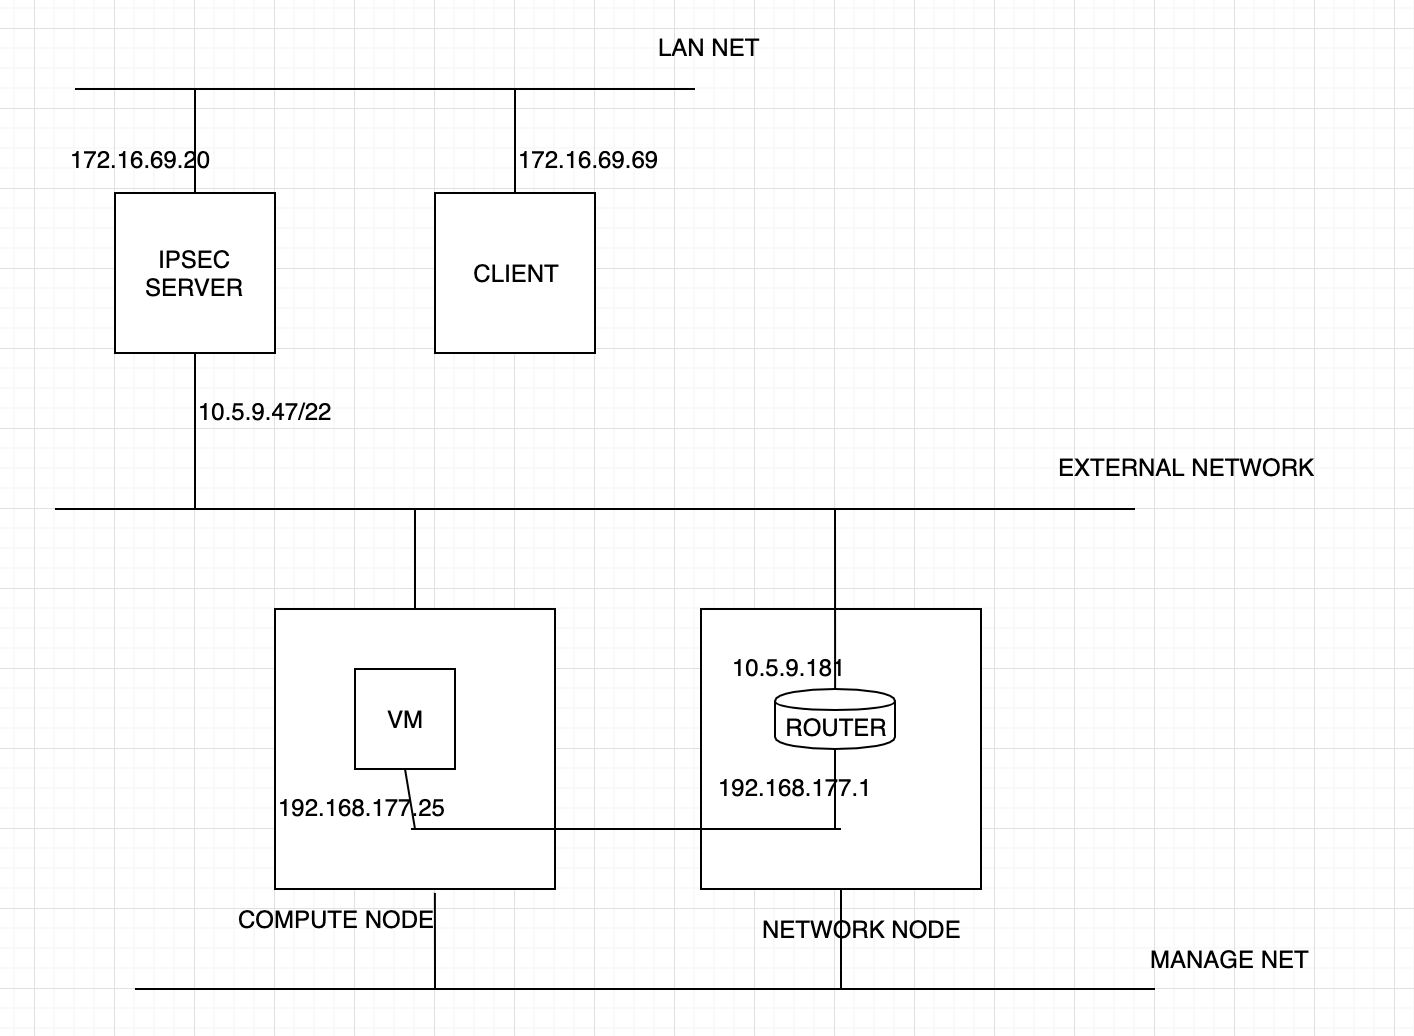 LAN NET
172.16.69.20
172.16.69.69
IPSEC
SERVER
CLIENT
10.5.9.47/22
EXTERNAL NETWORK
10.5.9.181
VM
ROUTER
192.168.177.1
192.168.177.25
COMPUTE NODE
NETWORK NODE
MANAGE NET